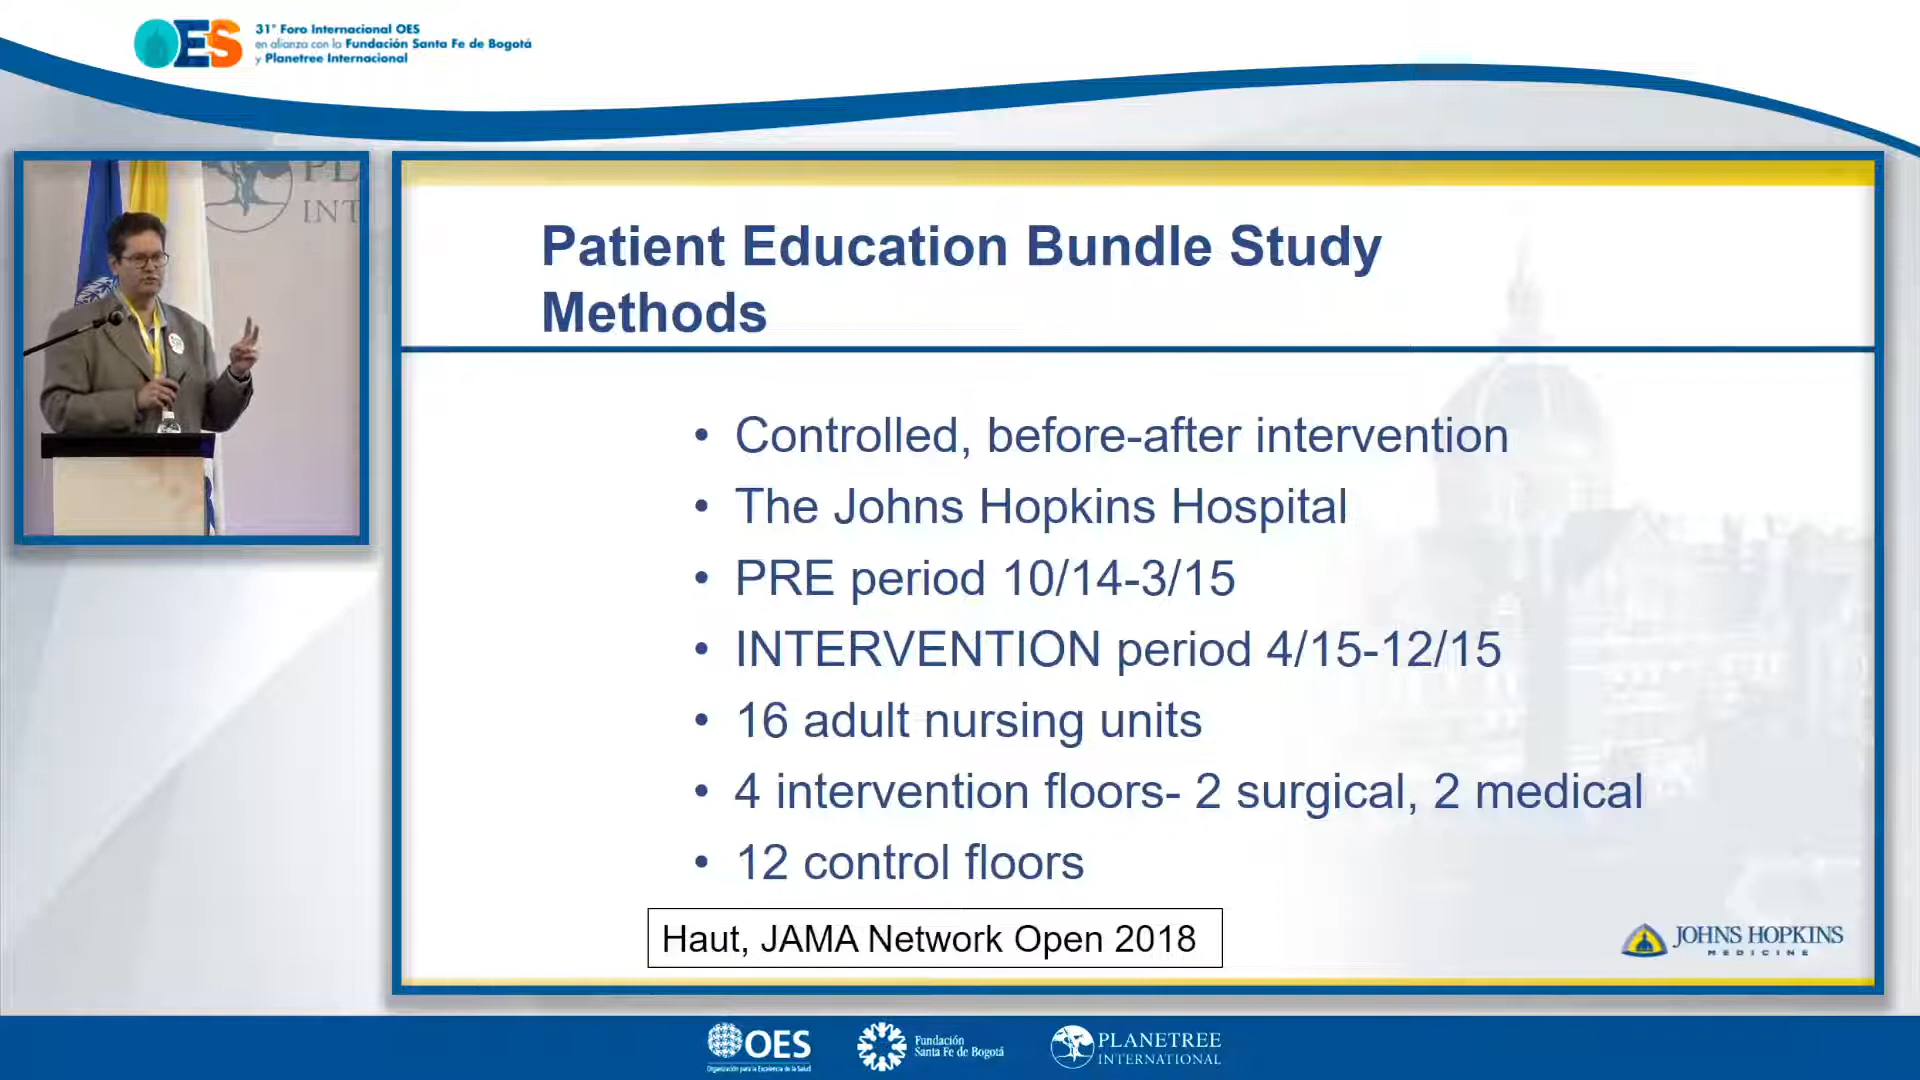 OES
31° Foro Internacional OES
en alianza con la Fundación Santa Fe de Bogotá
y Planetree Internacional
PL
INT
Patient Education Bundle Study
Methods
• Controlled, before-after intervention
• The Johns Hopkins Hospital
• PRE period 10/14-3/15
• INTERVENTION period 4/15-12/15
• 16 adult nursing units
• 4 intervention floors- 2 surgical, 2 medical
• 12 control floors
Haut, JAMA Network Open 2018
JOHNS HOPKINS
MEDICINE
OES
Organización para la Excelencia de la Salud
Fundación
Santa Fe de Bogotá
PLANETREE
INTERNATIONAL